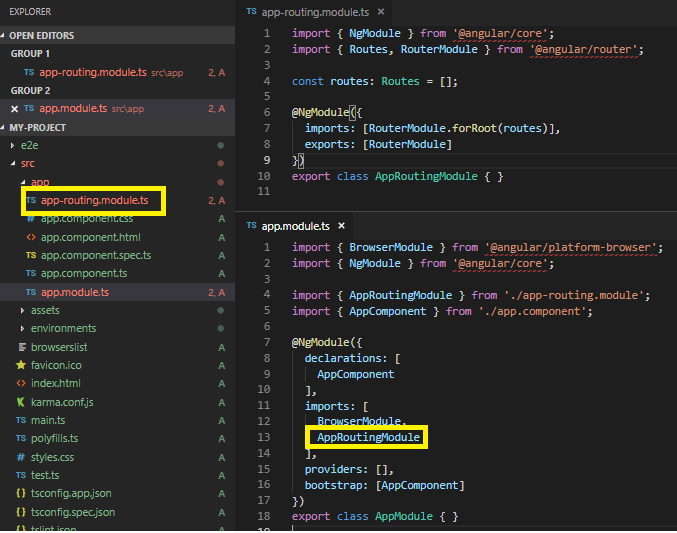 EXPLORER
OPEN EDITORS
GROUP 1
TS app-routing.module.ts src\app 2, A
GROUP 2
TS app.module.ts src\app 2, A
MY-PROJECT
e2e
src
app
TS app-routing.module.ts 2, A
# app.component.css A
<> app.component.html A
TS app.component.spec.ts A
TS app.component.ts A
TS app.module.ts 2, A
assets
environments
browserslist A
favicon.ico A
<> index.html A
karma.conf.js A
TS main.ts A
TS polyfills.ts A
# styles.css A
TS test.ts A
{} tsconfig.app.json A
{} tsconfig.spec.json A
{} tslint.json A
TS app-routing.module.ts ×
1 import { NgModule } from '@angular/core';
2 import { Routes, RouterModule } from '@angular/router';
3
4 const routes: Routes = [];
5
6 @NgModule({
7 imports: [RouterModule.forRoot(routes)],
8 exports: [RouterModule]
9 })
10 export class AppRoutingModule { }
11
TS app.module.ts ×
1 import { BrowserModule } from '@angular/platform-browser';
2 import { NgModule } from '@angular/core';
3
4 import { AppRoutingModule } from './app-routing.module';
5 import { AppComponent } from './app.component';
6
7 @NgModule({
8 declarations: [
9 AppComponent
10 ],
11 imports: [
12 BrowserModule,
13 AppRoutingModule
14 ],
15 providers: [],
16 bootstrap: [AppComponent]
17 })
18 export class AppModule { }
19